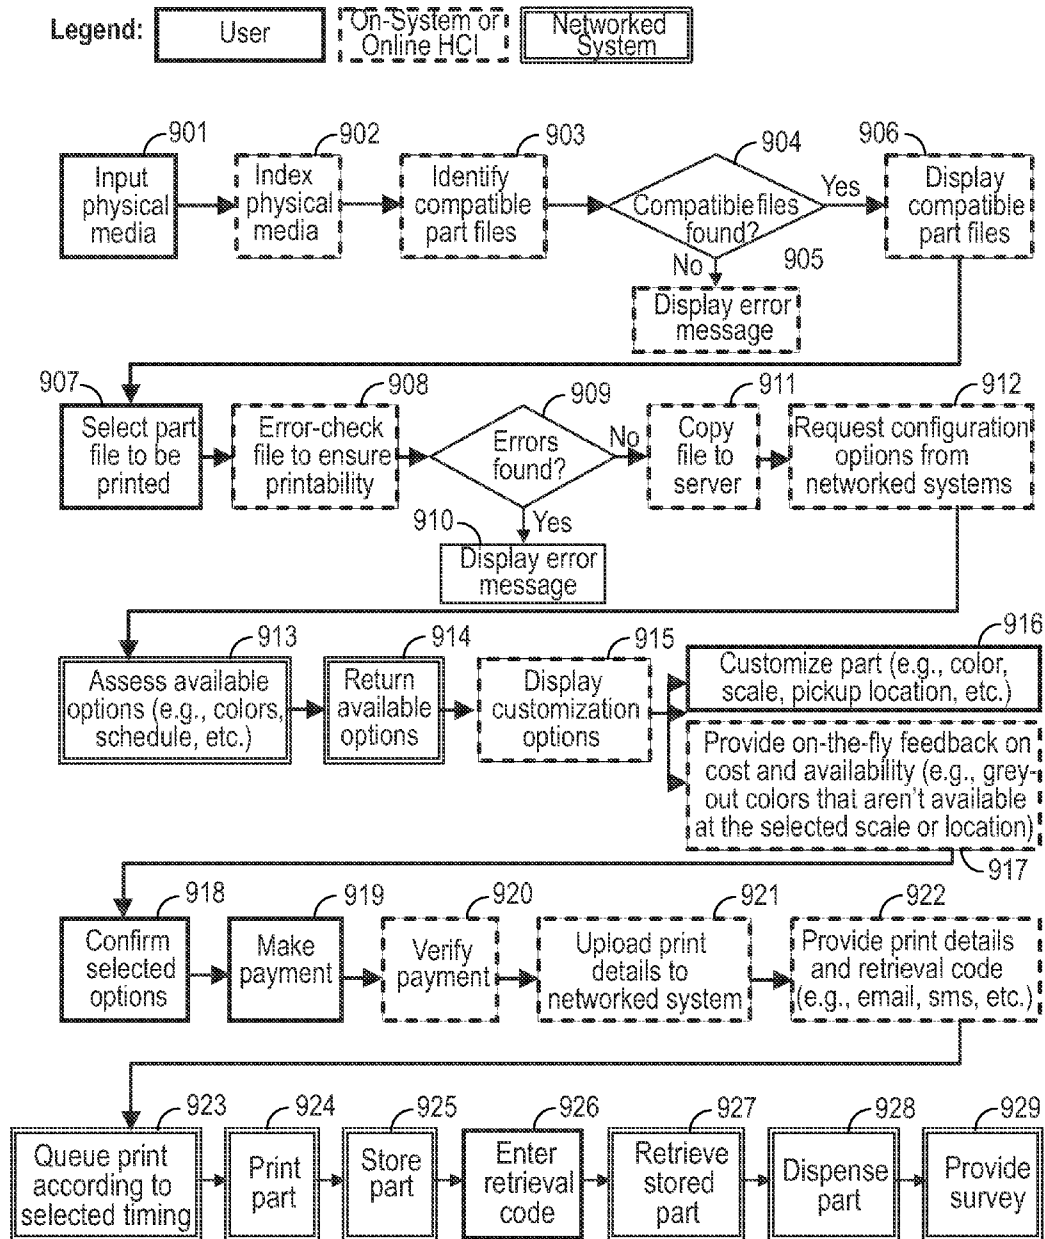 Legend:
User
On-System or
Online HCI
Networked
System
901
Input
physical
media
902
Index
physical
media
903
Identify
compatible
part files
904
Compatible files
found?
Yes
No
905
Display error
message
906
Display
compatible
part files
907
Select part
file to be
printed
908
Error-check
file to ensure
printability
909
Errors
found?
No
Yes
910
Display error
message
911
Copy
file to
server
912
Request configuration
options from
networked systems
913
Assess available
options (e.g., colors,
schedule, etc.)
914
Return
available
options
915
Display
customization
options
916
Customize part (e.g., color,
scale, pickup location, etc.)
Provide on-the-fly feedback on
cost and availability (e.g., grey-
out colors that aren't available
at the selected scale or location)
917
918
Confirm
selected
options
919
Make
payment
920
Verify
payment
921
Upload print
details to
networked system
922
Provide print details
and retrieval code
(e.g., email, sms, etc.)
923
Queue print
according to
selected timing
924
Print
part
925
Store
part
926
Enter
retrieval
code
927
Retrieve
stored
part
928
Dispense
part
929
Provide
survey